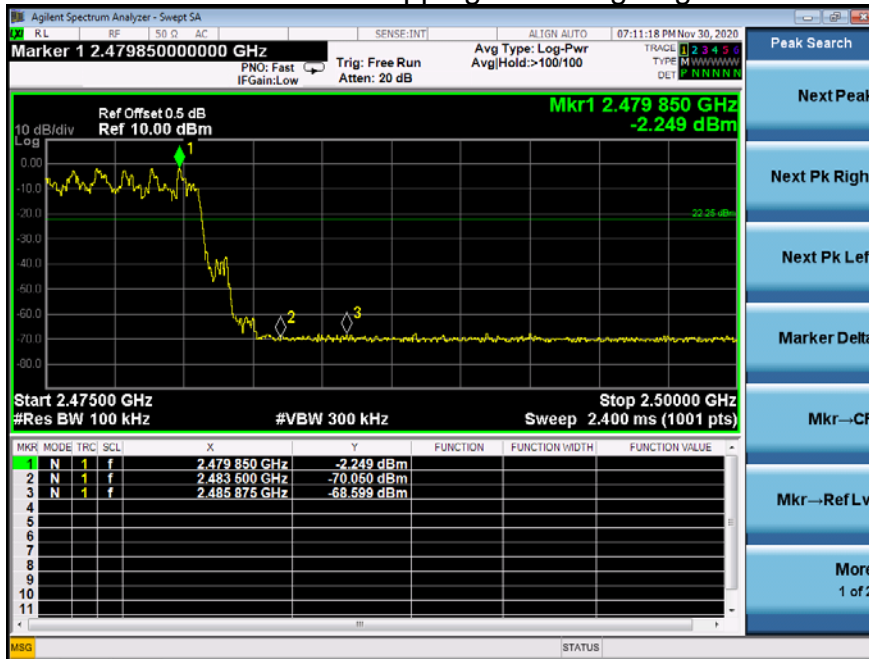 Agilent Spectrum Analyzer - Swept SA
LXI RL RF 50 Ω AC SENSE:INT ALIGN AUTO 07:11:18 PM Nov 30, 2020
Marker 1 2.479850000000 GHz
PNO: Fast
IFGain:Low
Trig: Free Run
Atten: 20 dB
Avg Type: Log-Pwr
Avg|Hold:>100/100
TRACE 1 2 3 4 5 6
TYPE M WWWWW
DET P N N N N N
Mkr1 2.479 850 GHz
-2.249 dBm
Ref Offset 0.5 dB
10 dB/div Ref 10.00 dBm
Log
1
0.00
-10.0
-20.0
-22.25 dBm
-30.0
-40.0
-50.0
-60.0
2 3
-70.0
-80.0
Start 2.47500 GHz Stop 2.50000 GHz
#Res BW 100 kHz #VBW 300 kHz Sweep 2.400 ms (1001 pts)
MKR MODE TRC SCL X Y FUNCTION FUNCTION WIDTH FUNCTION VALUE
1 N 1 f 2.479 850 GHz -2.249 dBm
2 N 1 f 2.483 500 GHz -70.050 dBm
3 N 1 f 2.485 875 GHz -68.599 dBm
4
5
6
7
8
9
10
11
MSG STATUS
Peak Search
Next Peak
Next Pk Righ
Next Pk Lef
Marker Delta
Mkr→CF
Mkr→RefLv
More
1 of 2